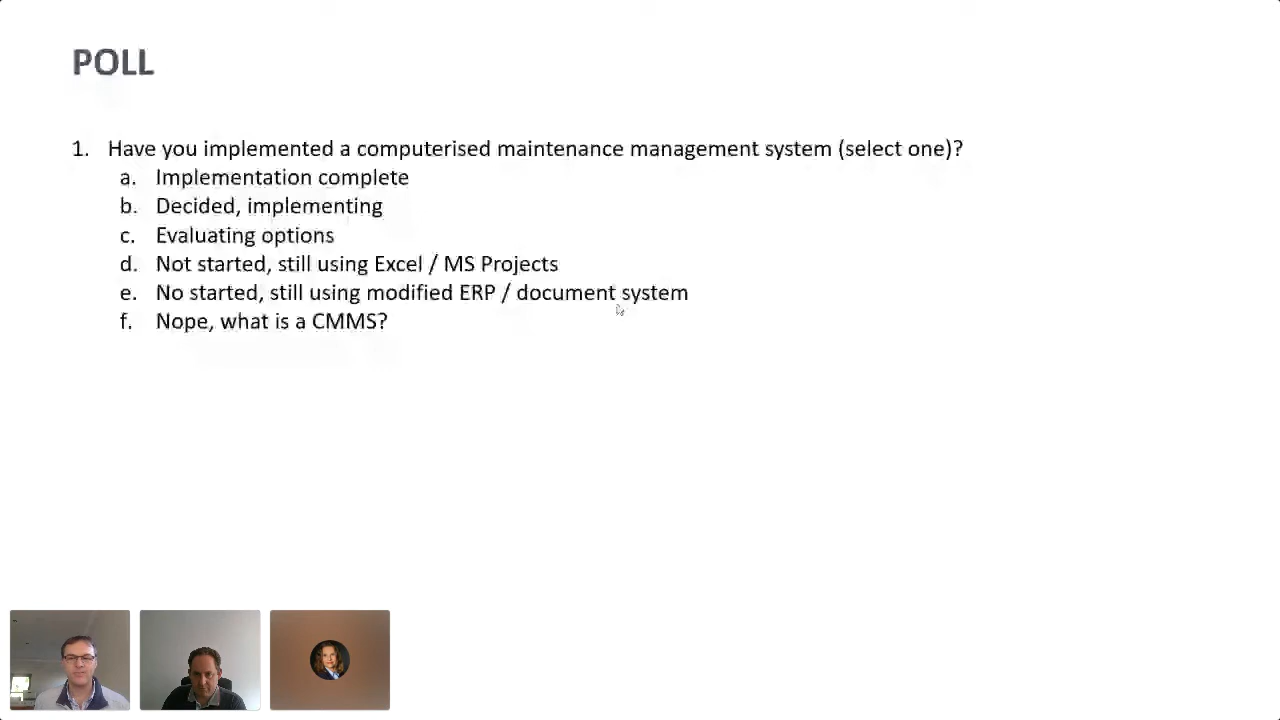 POLL
1. Have you implemented a computerised maintenance management system (select one)?
a. Implementation complete
b. Decided, implementing
c. Evaluating options
d. Not started, still using Excel / MS Projects
e. No started, still using modified ERP / document system
f. Nope, what is a CMMS?